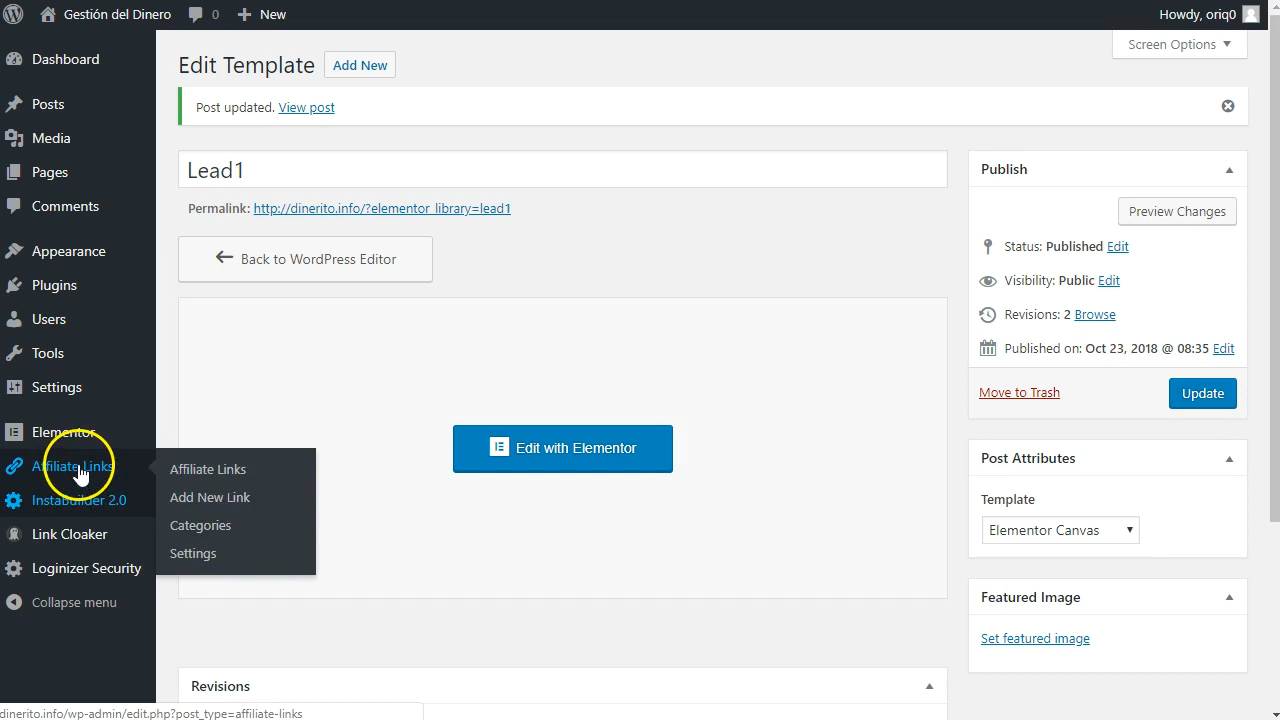 Gestión del Dinero 0 New Howdy, oriq0
Screen Options
Dashboard
Posts
Media
Pages
Comments
Appearance
Plugins
Users
Tools
Settings
Elementor
Affiliate Links
Instabuilder 2.0
Link Cloaker
Loginizer Security
Collapse menu
Affiliate Links
Add New Link
Categories
Settings
Edit Template Add New
Post updated. View post
Lead1
Permalink: http://dinerito.info/?elementor_library=lead1
Back to WordPress Editor
Edit with Elementor
Revisions
Publish
Preview Changes
Status: Published Edit
Visibility: Public Edit
Revisions: 2 Browse
Published on: Oct 23, 2018 @ 08:35 Edit
Move to Trash Update
Post Attributes
Template
Elementor Canvas
Featured Image
Set featured image
dinerito.info/wp-admin/edit.php?post_type=affiliate-links